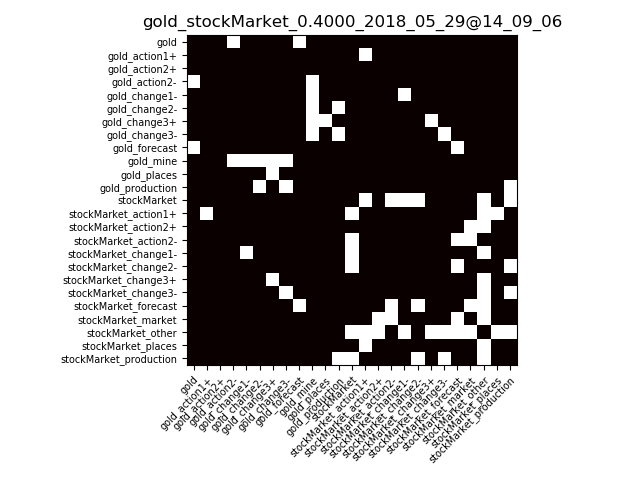 gold_stockMarket_0.4000_2018_05_29@14_09_06
gold
gold_action1+
gold_action2+
gold_action2-
gold_change1-
gold_change2-
gold_change3+
gold_change3-
gold_forecast
gold_mine
gold_places
gold_production
stockMarket
stockMarket_action1+
stockMarket_action2+
stockMarket_action2-
stockMarket_change1-
stockMarket_change2-
stockMarket_change3+
stockMarket_change3-
stockMarket_forecast
stockMarket_market
stockMarket_other
stockMarket_places
stockMarket_production
gold
gold_action1+
gold_action2+
gold_action2-
gold_change1-
gold_change2-
gold_change3+
gold_change3-
gold_forecast
gold_mine
gold_places
gold_production
stockMarket
stockMarket_action1+
stockMarket_action2+
stockMarket_action2-
stockMarket_change1-
stockMarket_change2-
stockMarket_change3+
stockMarket_change3-
stockMarket_forecast
stockMarket_market
stockMarket_other
stockMarket_places
stockMarket_production